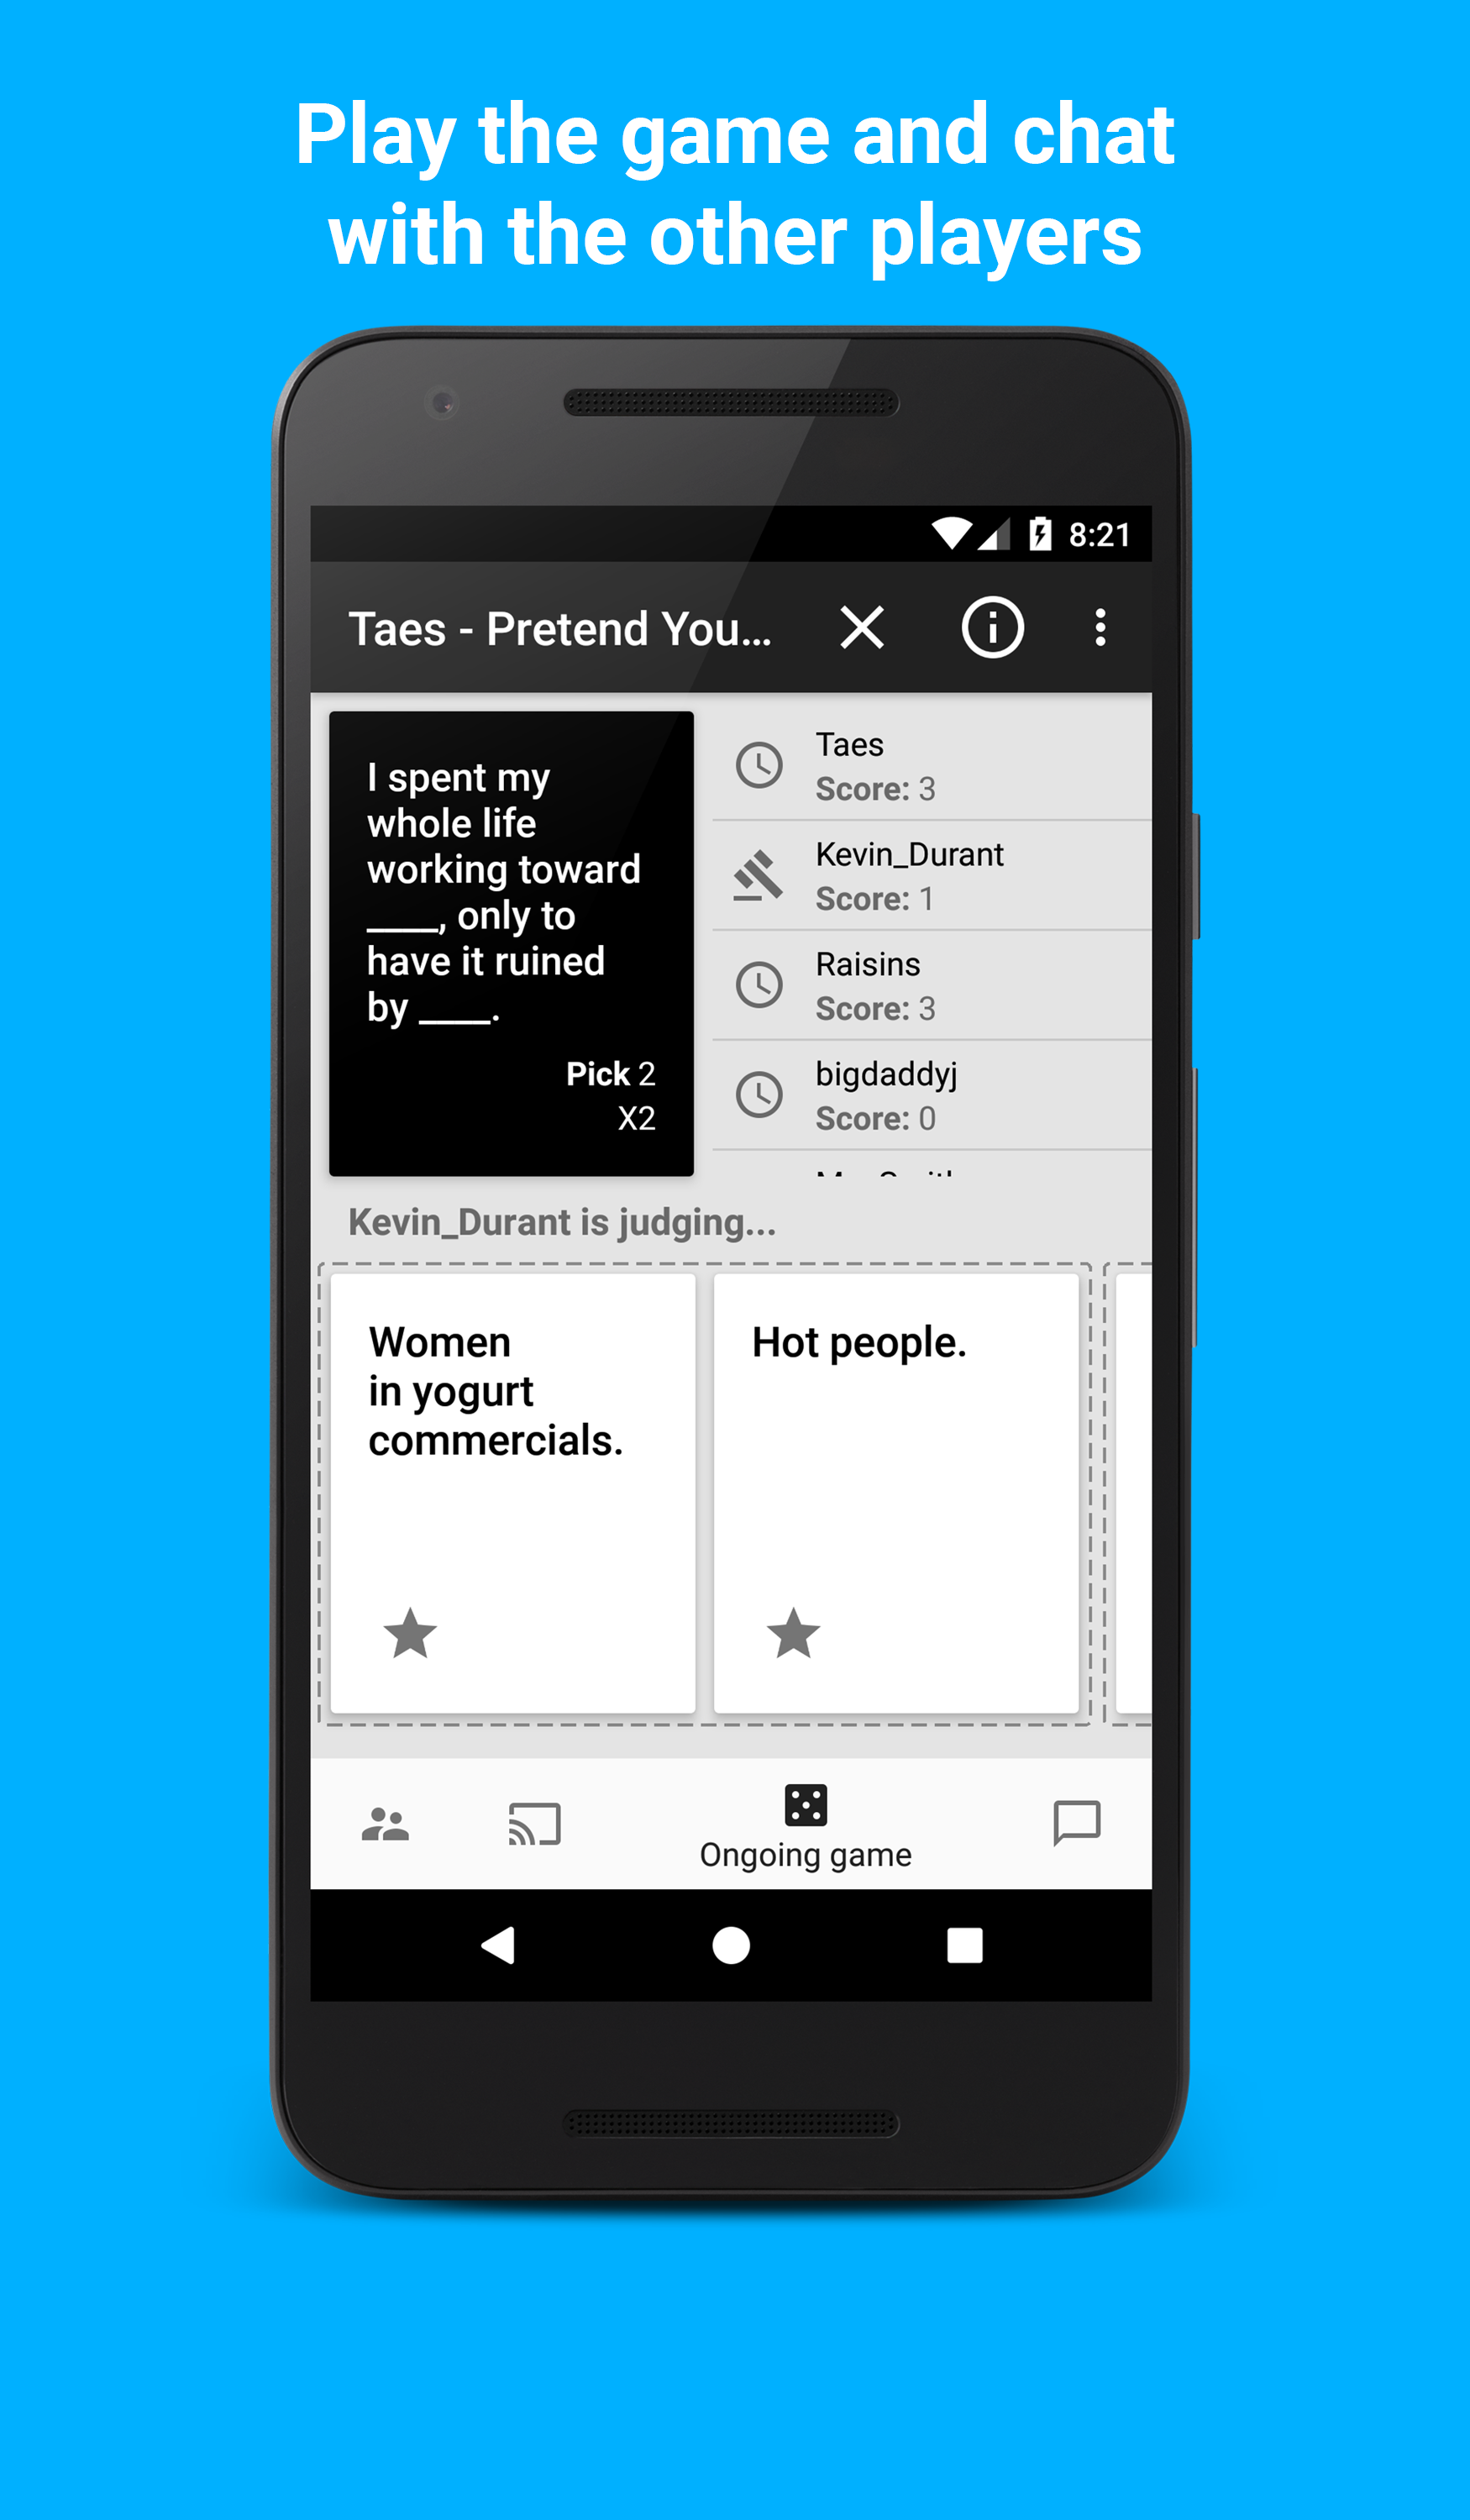 Play the game and chat
with the other players
8:21
Taes - Pretend You...
I spent my
whole life
working toward
____, only to
have it ruined
by ____.
Pick 2
X2
Taes
Score: 3
Kevin_Durant
Score: 1
Raisins
Score: 3
bigdaddyj
Score: 0
Kevin_Durant is judging...
Women
in yogurt
commercials.
Hot people.
Ongoing game